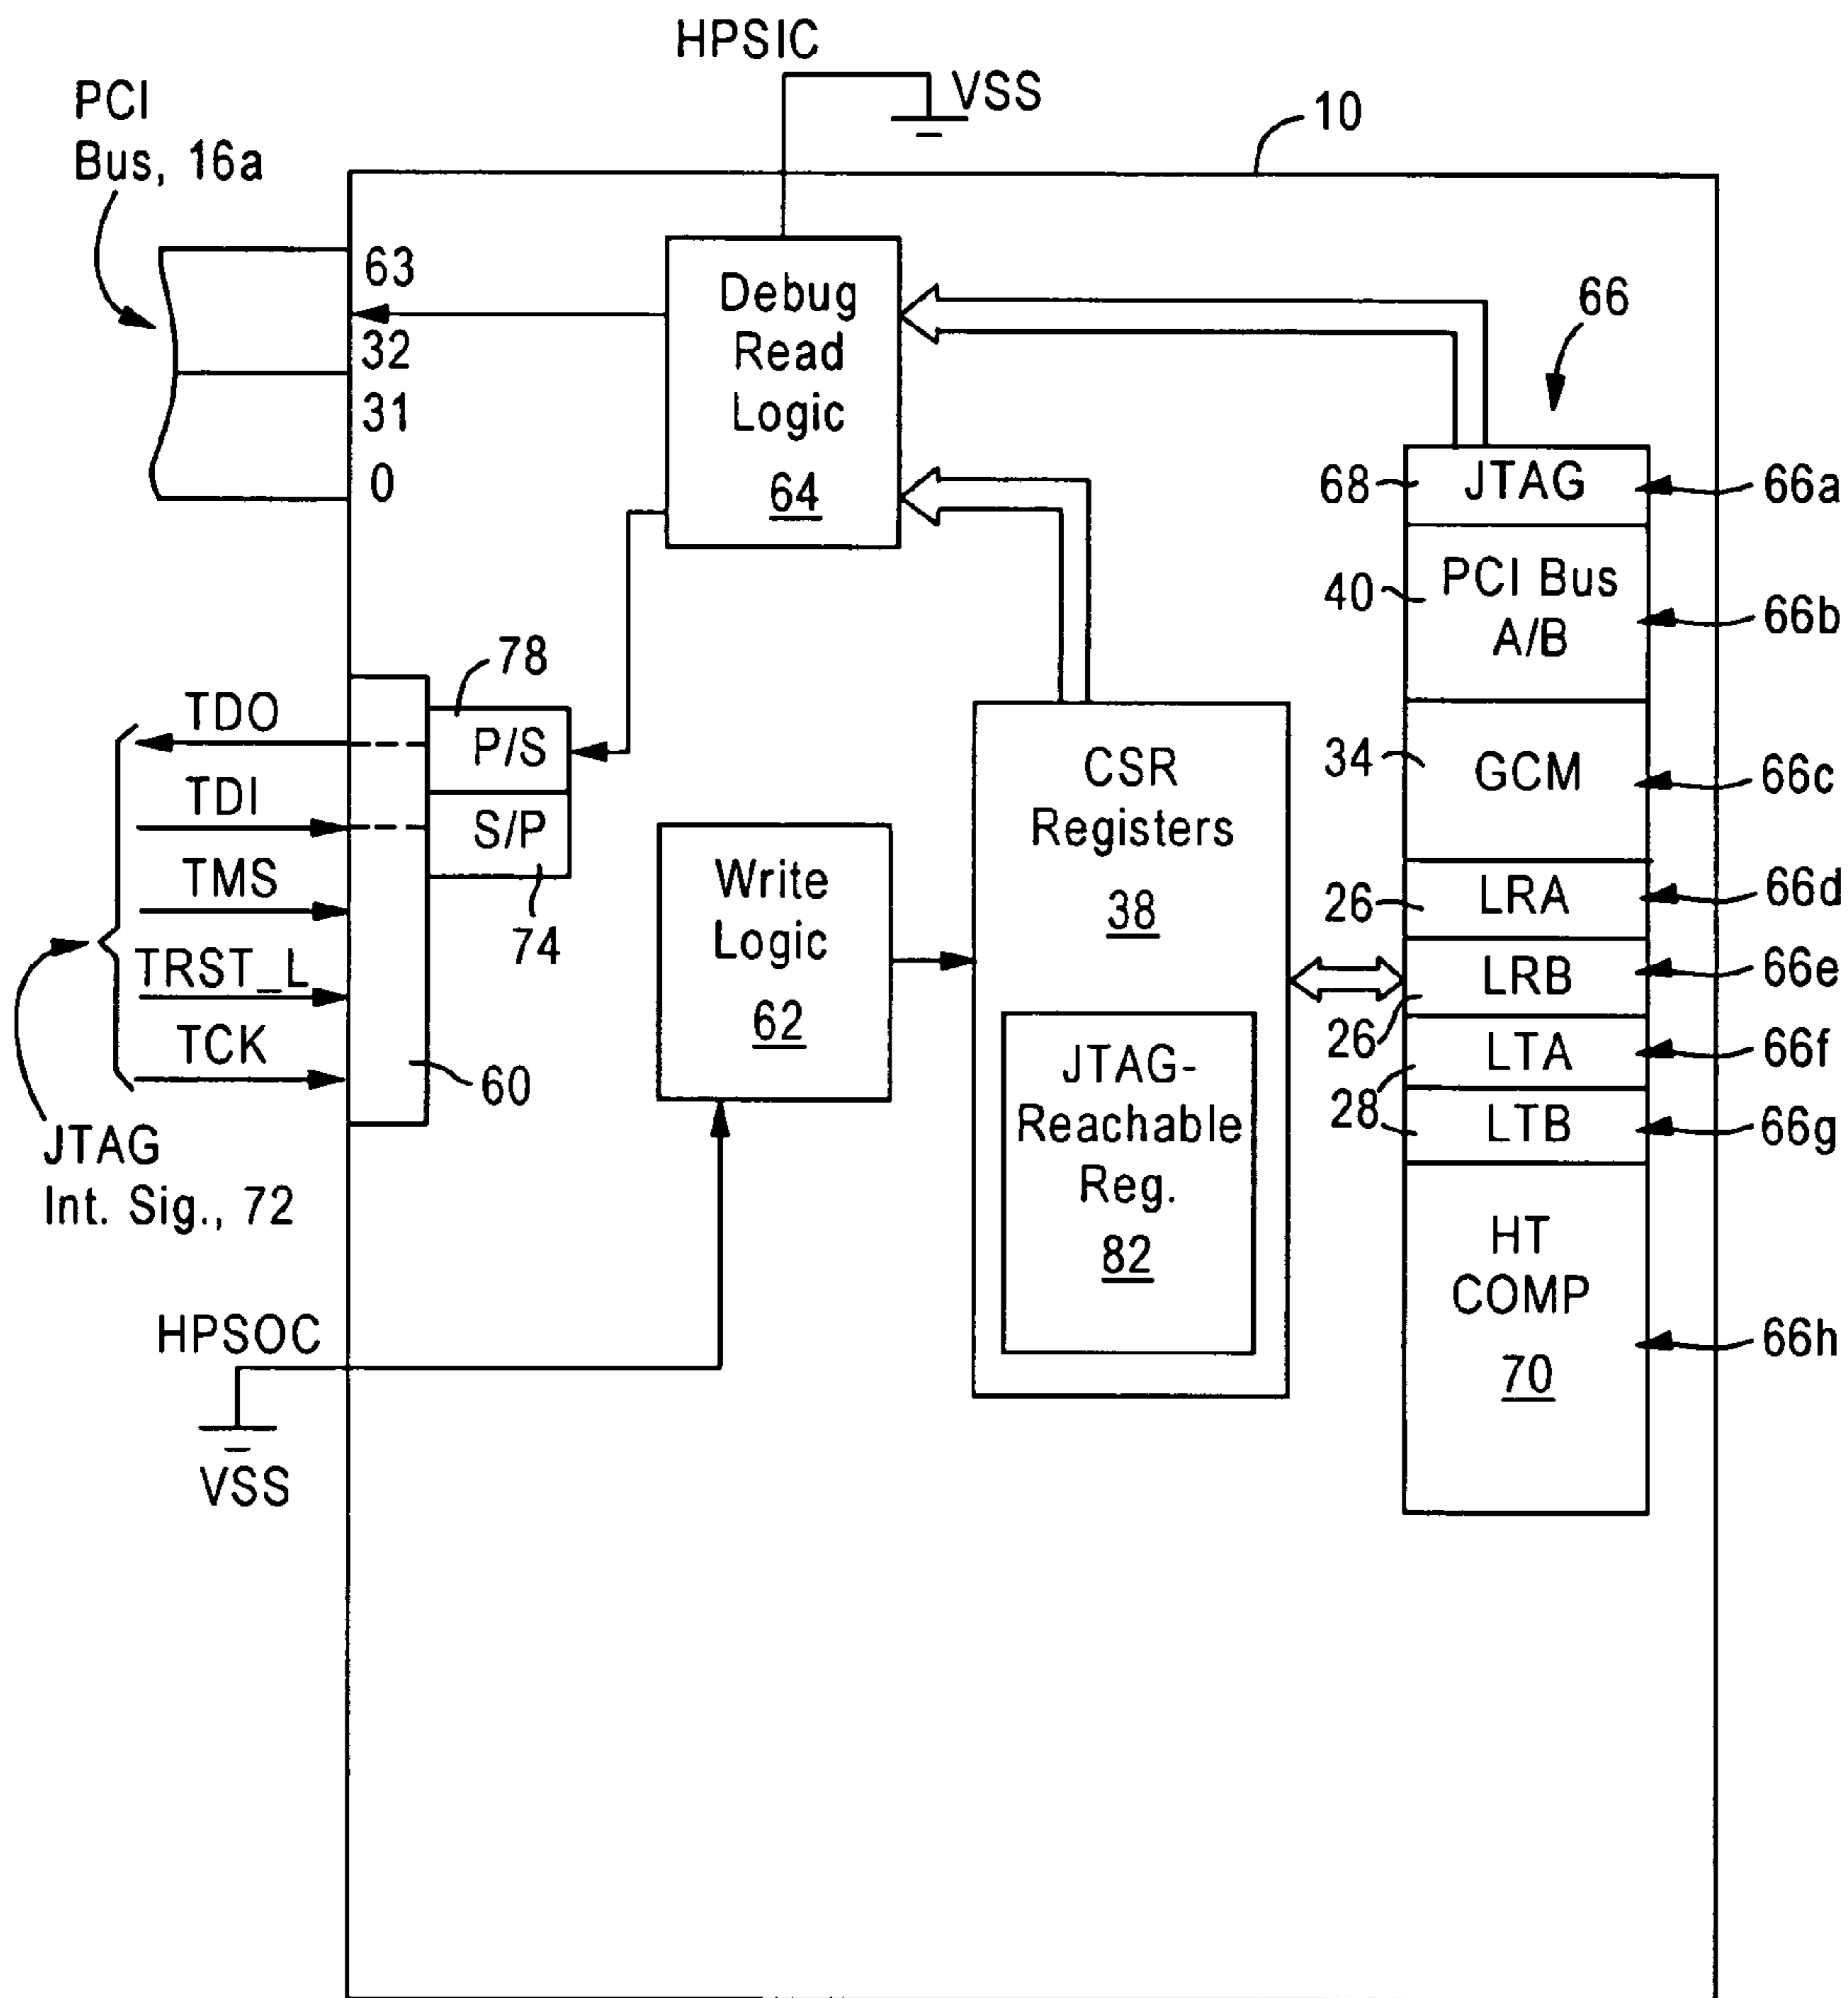 HPSIC
VSS
10
PCI
Bus, 16a
63
32
31
0
Debug
Read
Logic
64
66
68
JTAG
66a
40
PCI Bus
A/B
66b
34
GCM
66c
26
LRA
66d
LRB
66e
26
LTA
66f
28
LTB
66g
HT
COMP
70
66h
78
P/S
S/P
74
TDO
TDI
TMS
TRST_L
TCK
60
JTAG
Int. Sig., 72
Write
Logic
62
CSR
Registers
38
JTAG-
Reachable
Reg.
82
HPSOC
VSS